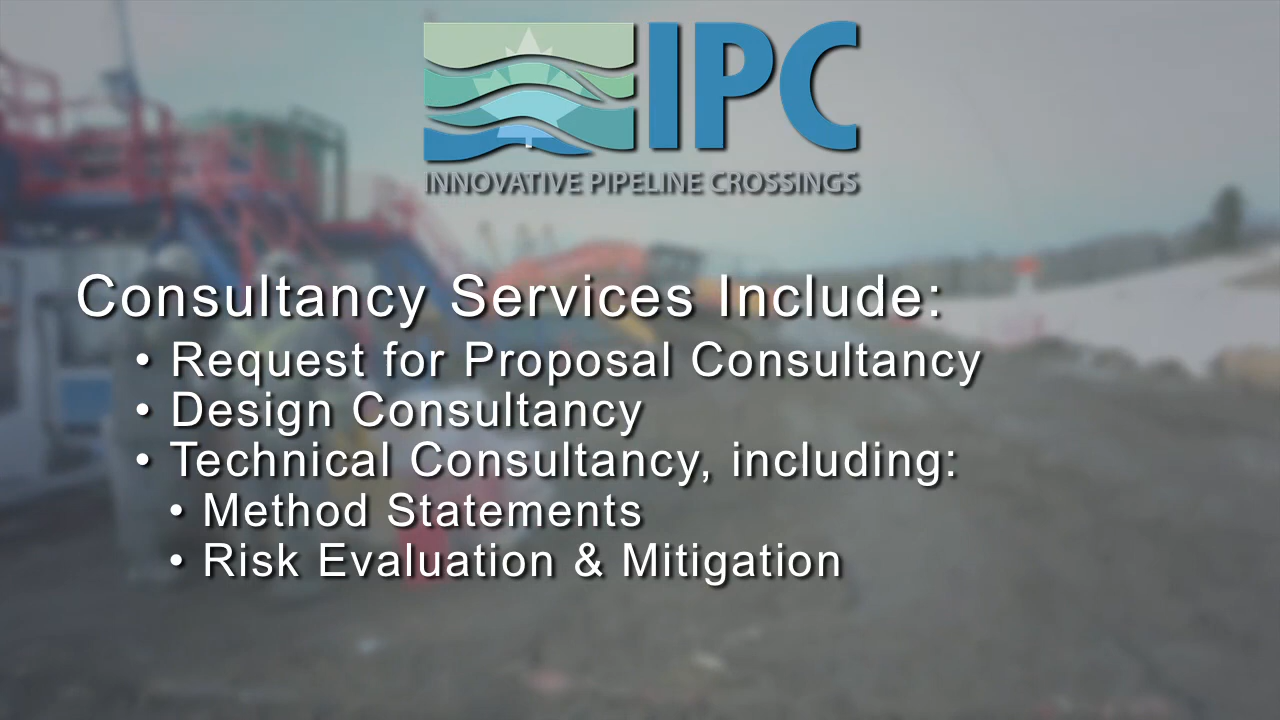 IPC
INNOVATIVE PIPELINE CROSSINGS
Consultancy Services Include:
• Request for Proposal Consultancy
• Design Consultancy
• Technical Consultancy, including:
• Method Statements
• Risk Evaluation & Mitigation